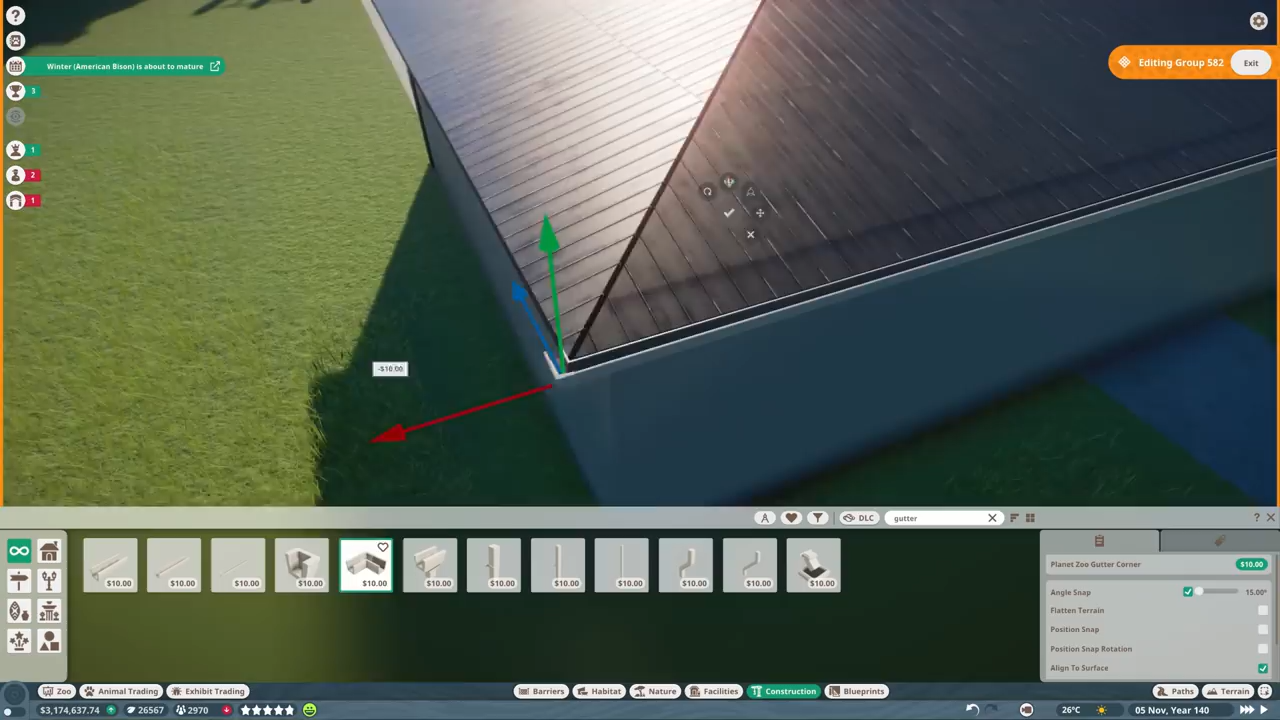 ?
Winter (American Bison) is about to mature
3
1
2
1
Editing Group 582
Exit
-$10.00
DLC
gutter
?
$10.00
$10.00
$10.00
$10.00
$10.00
$10.00
$10.00
$10.00
$10.00
$10.00
$10.00
$10.00
Planet Zoo Gutter Corner
$10.00
Angle Snap
15.00°
Flatten Terrain
Position Snap
Position Snap Rotation
Align To Surface
Zoo
Animal Trading
Exhibit Trading
Barriers
Habitat
Nature
Facilities
Construction
Blueprints
Paths
Terrain
$3,174,637.74
26567
2970
26°C
05 Nov, Year 140